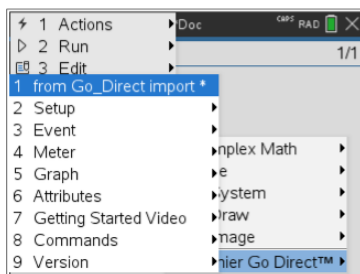 1 Actions
Doc
CAPS RAD
2 Run
1/1
3 Edit
1 from Go_Direct import *
2 Setup
3 Event
4 Meter
5 Graph
6 Attributes
7 Getting Started Video
8 Commands
9 Version
nplex Math
e
ystem
raw
mage
nier Go Direct™